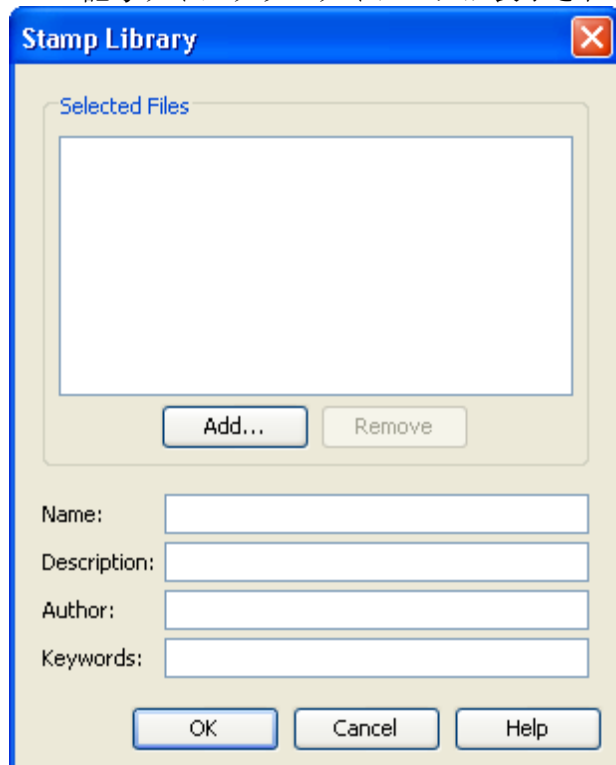 Stamp Library
Selected Files
Add... Remove
Name:
Description:
Author:
Keywords:
OK Cancel Help